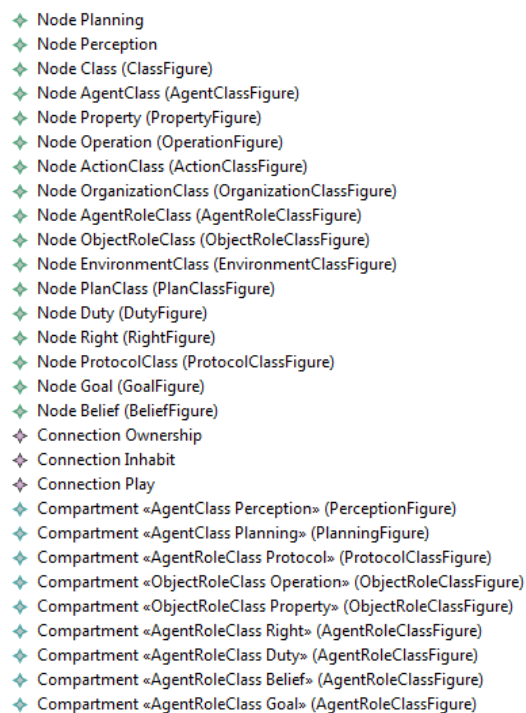 Node Planning
Node Perception
Node Class (ClassFigure)
Node AgentClass (AgentClassFigure)
Node Property (PropertyFigure)
Node Operation (OperationFigure)
Node ActionClass (ActionClassFigure)
Node OrganizationClass (OrganizationClassFigure)
Node AgentRoleClass (AgentRoleClassFigure)
Node ObjectRoleClass (ObjectRoleClassFigure)
Node EnvironmentClass (EnvironmentClassFigure)
Node PlanClass (PlanClassFigure)
Node Duty (DutyFigure)
Node Right (RightFigure)
Node ProtocolClass (ProtocolClassFigure)
Node Goal (GoalFigure)
Node Belief (BeliefFigure)
Connection Ownership
Connection Inhabit
Connection Play
Compartment «AgentClass Perception» (PerceptionFigure)
Compartment «AgentClass Planning» (PlanningFigure)
Compartment «AgentRoleClass Protocol» (ProtocolClassFigure)
Compartment «ObjectRoleClass Operation» (ObjectRoleClassFigure)
Compartment «ObjectRoleClass Property» (ObjectRoleClassFigure)
Compartment «AgentRoleClass Right» (AgentRoleClassFigure)
Compartment «AgentRoleClass Duty» (AgentRoleClassFigure)
Compartment «AgentRoleClass Belief» (AgentRoleClassFigure)
Compartment «AgentRoleClass Goal» (AgentRoleClassFigure)